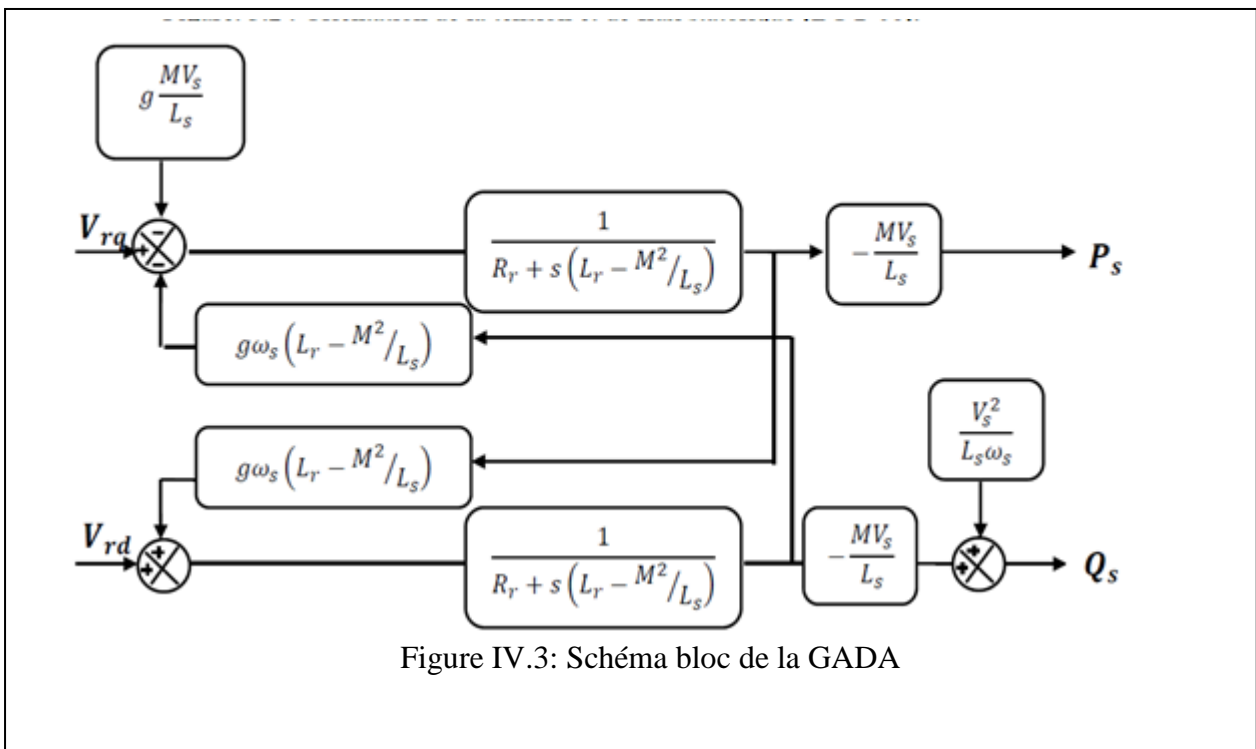 g MV_s / L_s
V_rq
1 / (R_r + s(L_r − M²/L_s))
− MV_s / L_s
P_s
gω_s(L_r − M²/L_s)
gω_s(L_r − M²/L_s)
V_s² / (L_sω_s)
V_rd
1 / (R_r + s(L_r − M²/L_s))
− MV_s / L_s
Q_s
Figure IV.3: Schéma bloc de la GADA